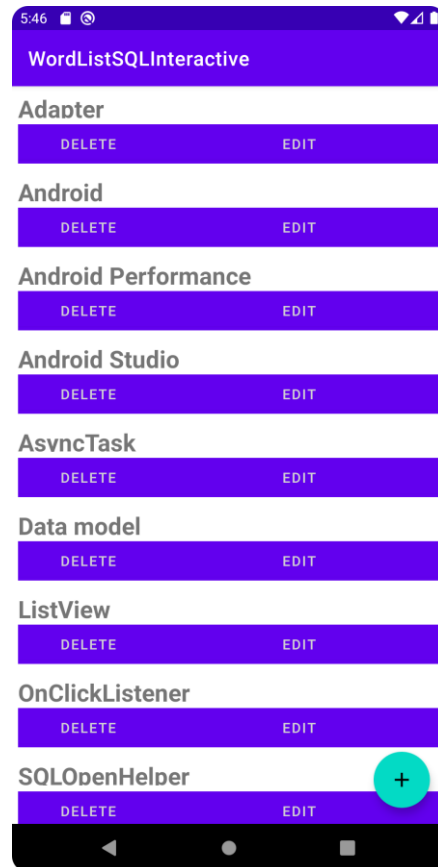 5:46
WordListSQLInteractive
Adapter
DELETE EDIT
Android
DELETE EDIT
Android Performance
DELETE EDIT
Android Studio
DELETE EDIT
AsyncTask
DELETE EDIT
Data model
DELETE EDIT
ListView
DELETE EDIT
OnClickListener
DELETE EDIT
SQLOpenHelper
+
DELETE EDIT